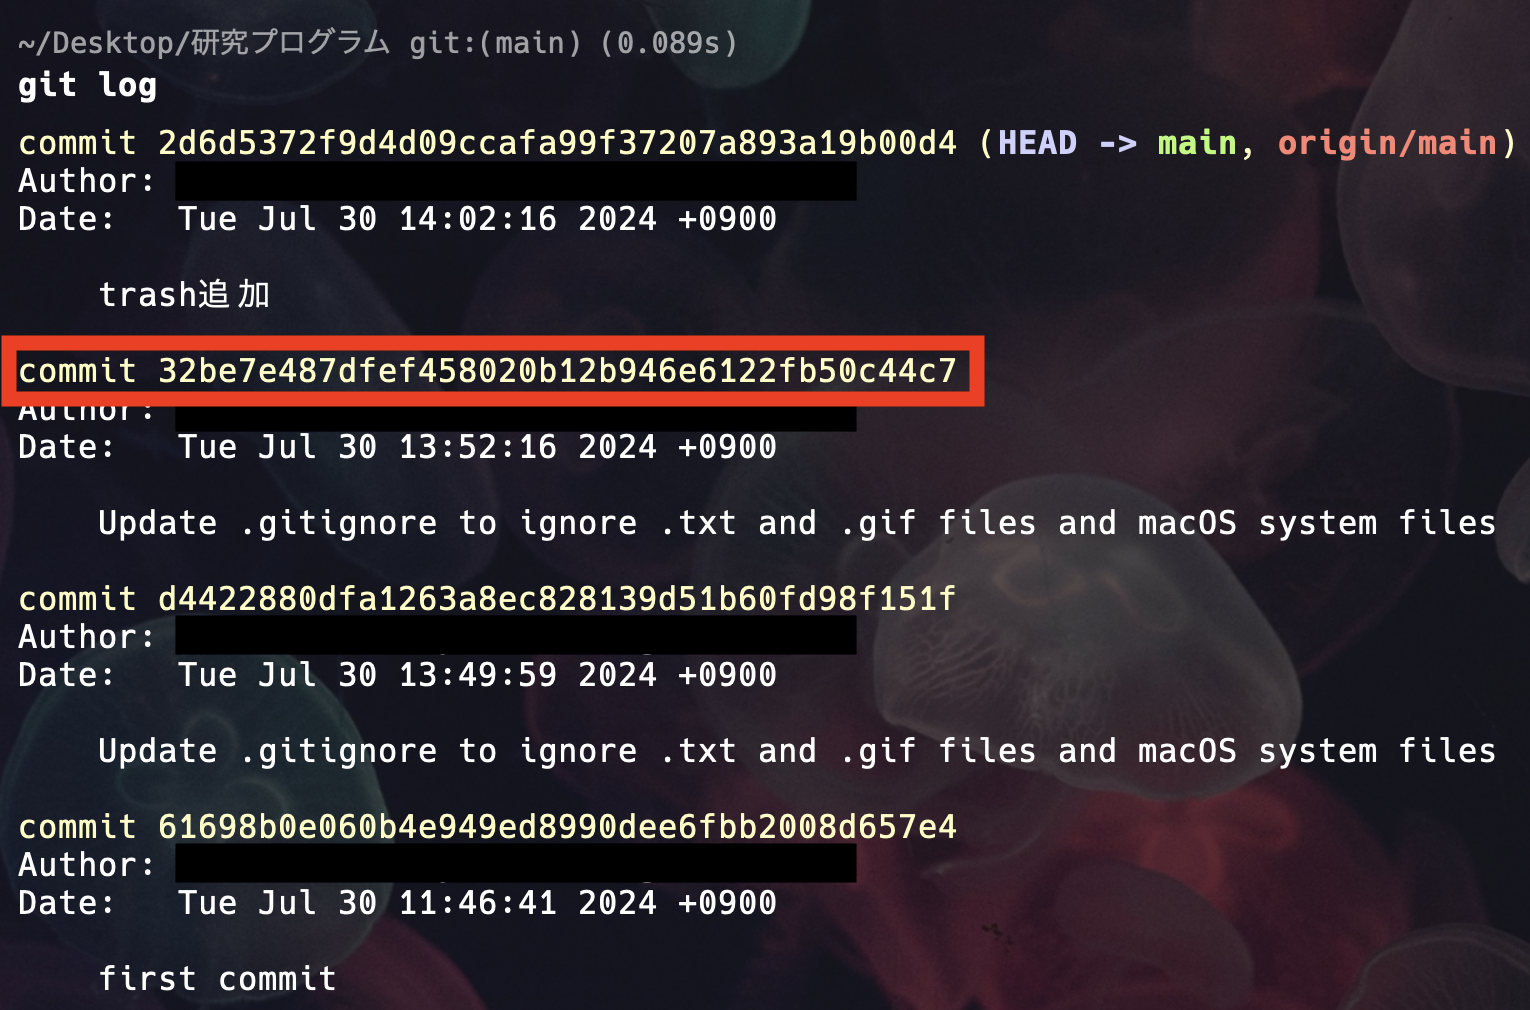 ~/Desktop/研究プログラム git:(main) (0.089s)
git log
commit 2d6d5372f9d4d09ccafa99f37207a893a19b00d4 (HEAD -> main, origin/main)
Author:
Date:   Tue Jul 30 14:02:16 2024 +0900
trash追加
commit 32be7e487dfef458020b12b946e6122fb50c44c7
Author:
Date:   Tue Jul 30 13:52:16 2024 +0900
Update .gitignore to ignore .txt and .gif files and macOS system files
commit d4422880dfa1263a8ec828139d51b60fd98f151f
Author:
Date:   Tue Jul 30 13:49:59 2024 +0900
Update .gitignore to ignore .txt and .gif files and macOS system files
commit 61698b0e060b4e949ed8990dee6fbb2008d657e4
Author:
Date:   Tue Jul 30 11:46:41 2024 +0900
first commit